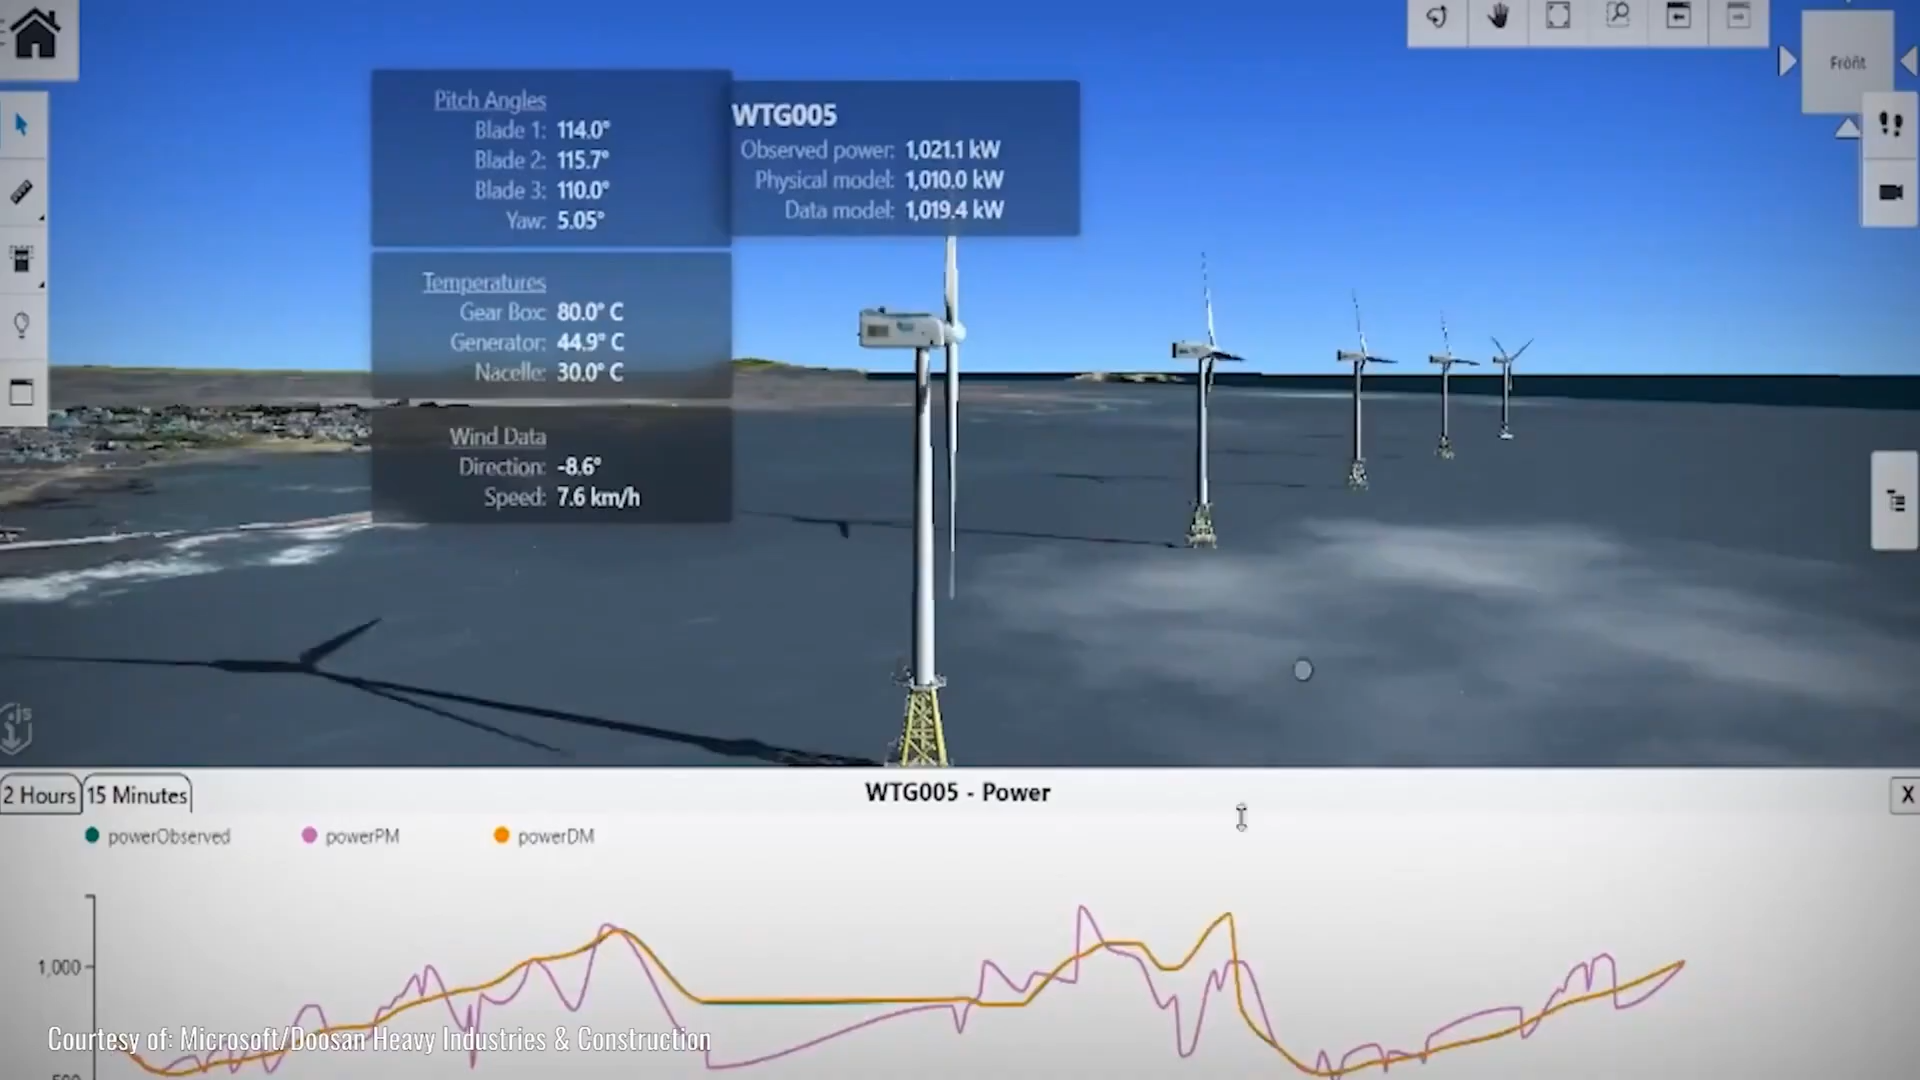 Fröñt
Pitch Angles
Blade 1: 114.0°
Blade 2: 115.7°
Blade 3: 110.0°
Yaw: 5.05°
WTG005
Observed power: 1,021.1 kW
Physical model: 1,010.0 kW
Data model: 1,019.4 kW
Temperatures
Gear Box: 80.0° C
Generator: 44.9° C
Nacelle: 30.0° C
Wind Data
Direction: -8.6°
Speed: 7.6 km/h
js
2 Hours
15 Minutes
WTG005 - Power
X
powerObserved
powerPM
powerDM
1,000
Courtesy of: Microsoft/Doosan Heavy Industries & Construction